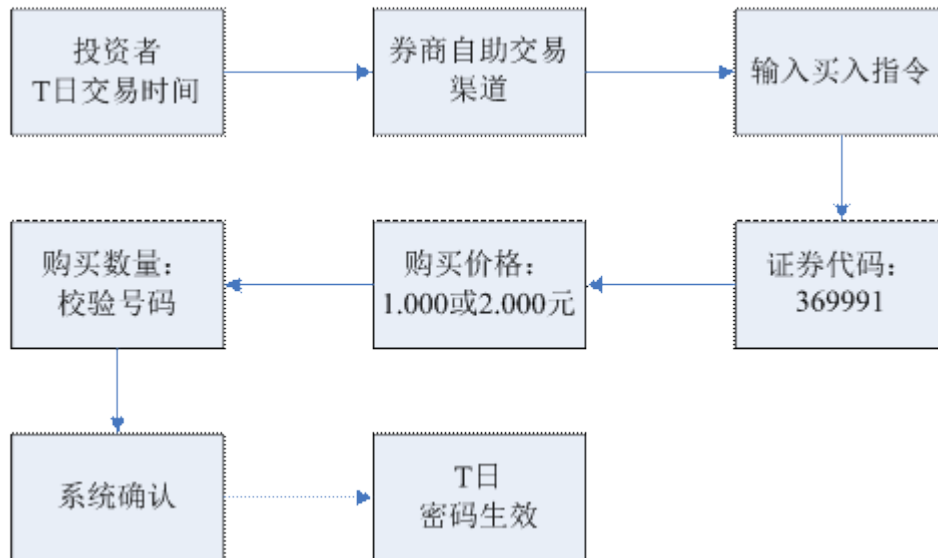 投资者
T日交易时间
券商自助交易
渠道
输入买入指令
证券代码：
369991
购买价格：
1.000或2.000元
购买数量：
校验号码
系统确认
T日
密码生效